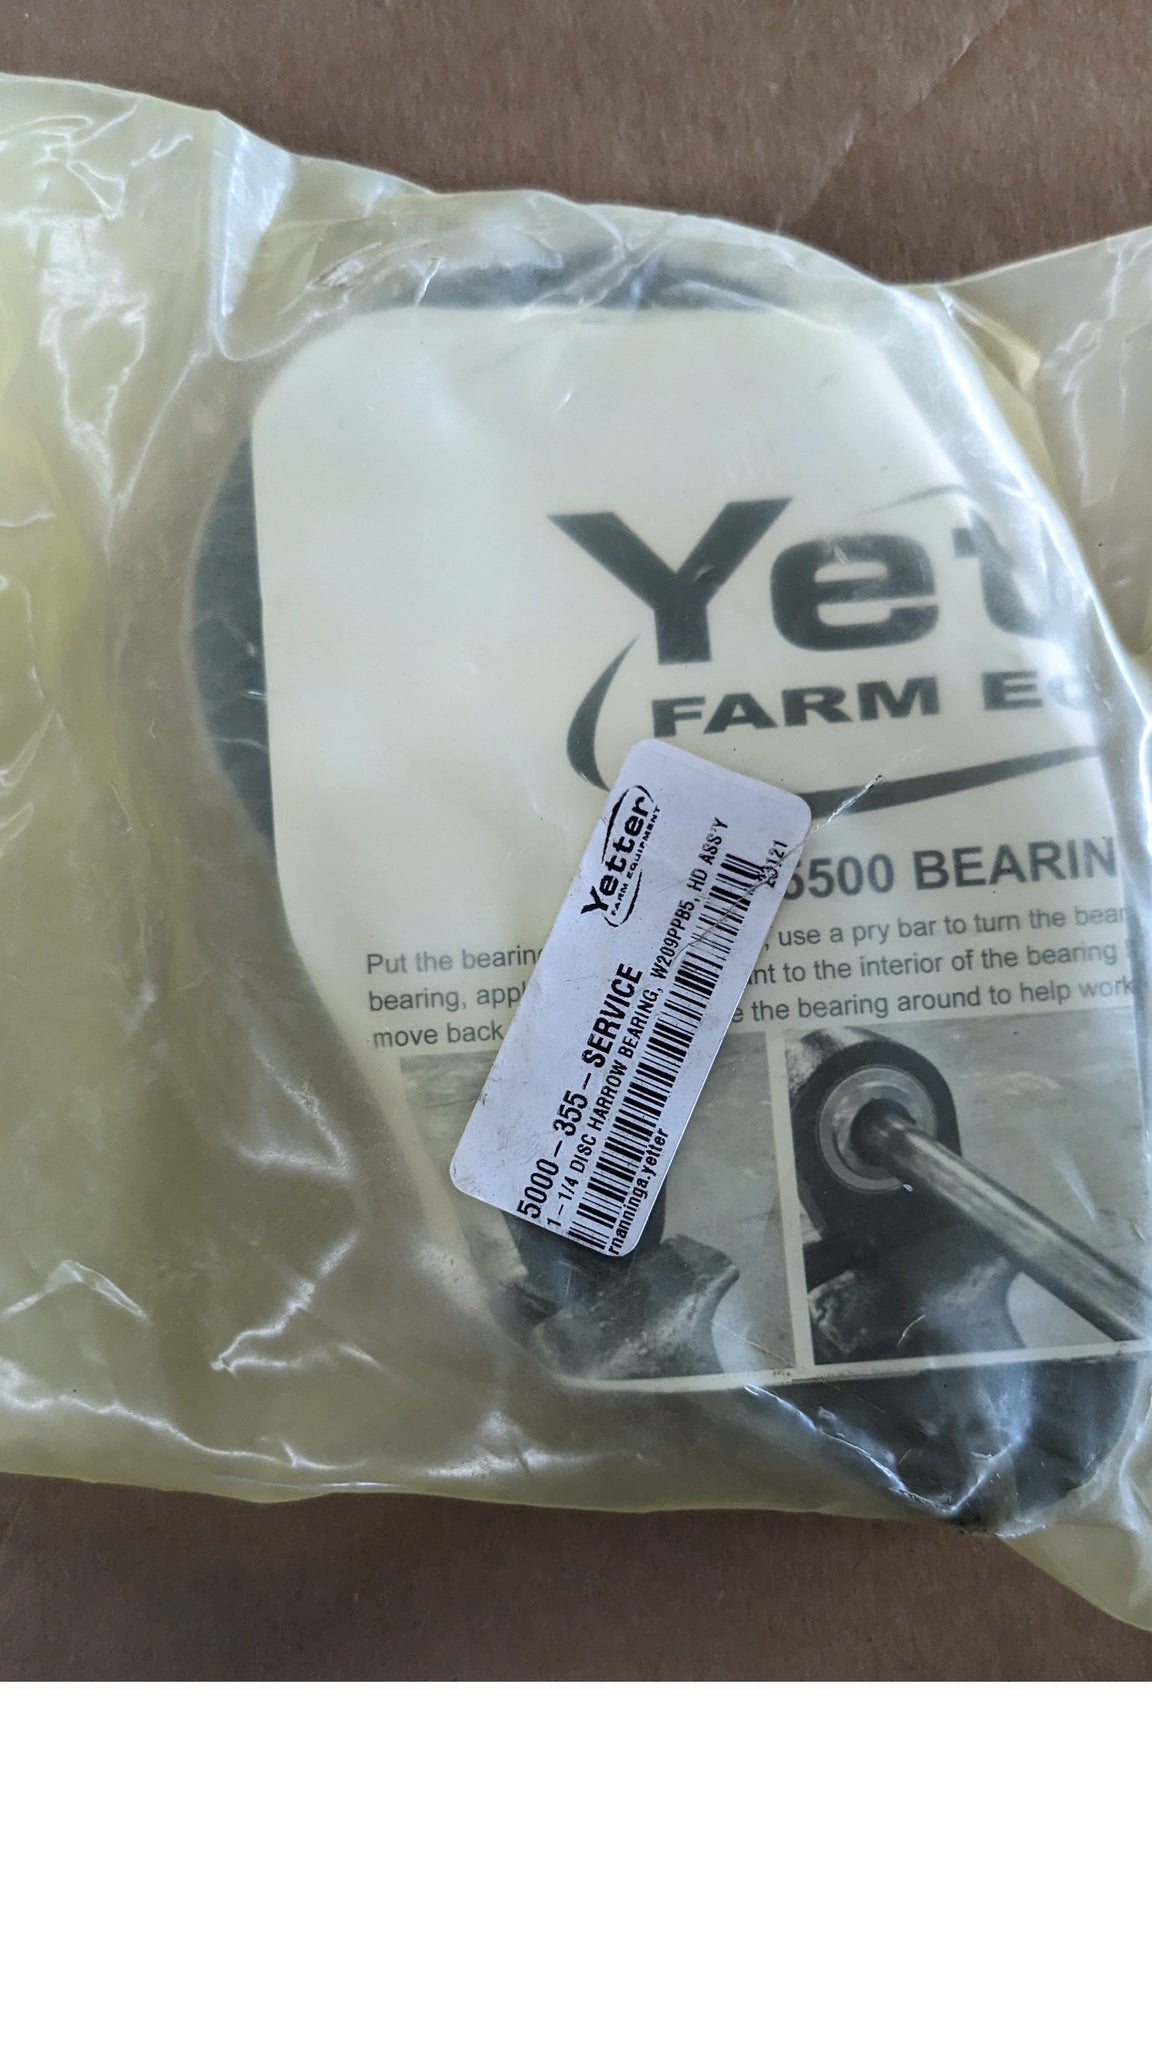 Yet
FARM E
5500 BEARIN
Put the bearing , use a pry bar to turn the bear
bearing, appl nt to the interior of the bearing
move back e the bearing around to help work
Yetter
FARM EQUIPMENT
5000-355-SERVICE
1-1/4 DISC HARROW BEARING, W209PPB5, HD ASS'Y
rnanninga.yetter